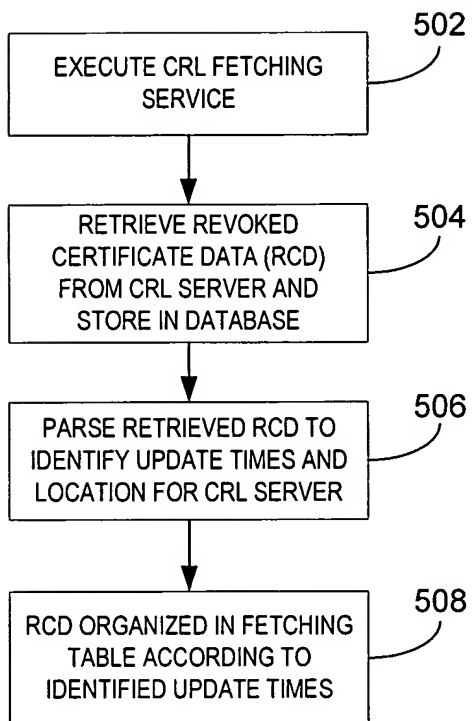 502
EXECUTE CRL FETCHING
SERVICE
504
RETRIEVE REVOKED
CERTIFICATE DATA (RCD)
FROM CRL SERVER AND
STORE IN DATABASE
506
PARSE RETRIEVED RCD TO
IDENTIFY UPDATE TIMES AND
LOCATION FOR CRL SERVER
508
RCD ORGANIZED IN FETCHING
TABLE ACCORDING TO
IDENTIFIED UPDATE TIMES